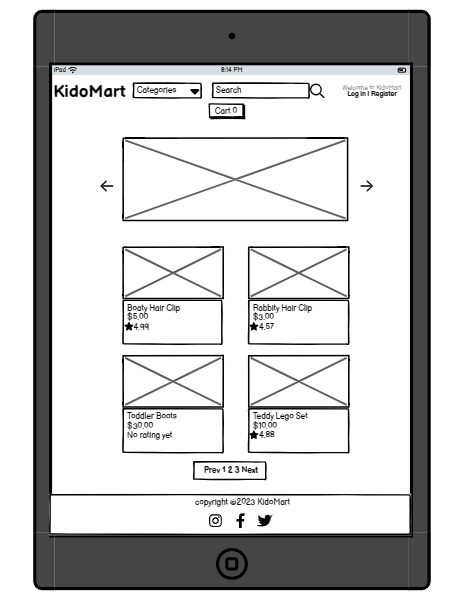 iPad 8:14 PM
KidoMart Categories Search Welcome to KidoMart
Log in | Register
Cart 0
Boaty Hair Clip
$5.00
4.99
Rabbity Hair Clip
$3.00
4.57
Toddler Boots
$30.00
No rating yet
Teddy Lego Set
$10.00
4.88
Prev 1 2 3 Next
copyright ©2023 KidoMart